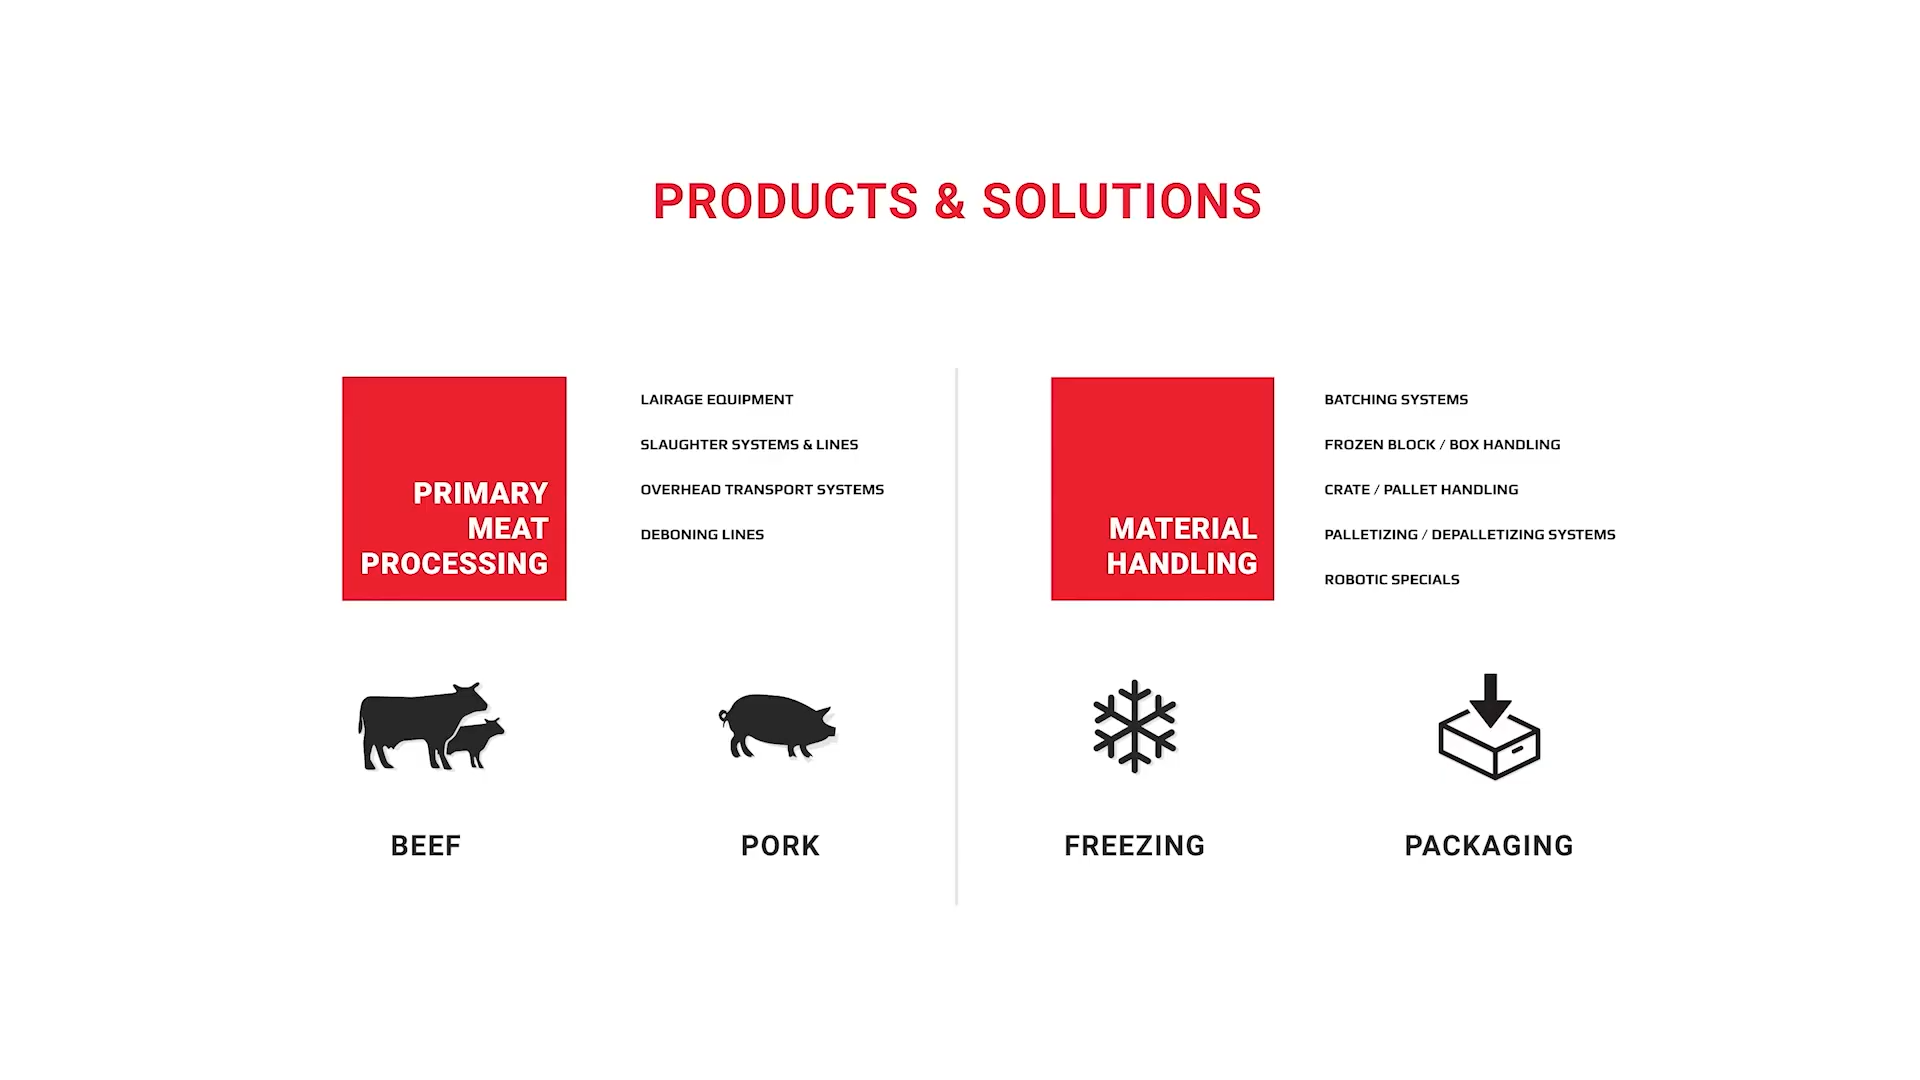 PRODUCTS & SOLUTIONS
PRIMARY
MEAT
PROCESSING
LAIRAGE EQUIPMENT
SLAUGHTER SYSTEMS & LINES
OVERHEAD TRANSPORT SYSTEMS
DEBONING LINES
BEEF
PORK
MATERIAL
HANDLING
BATCHING SYSTEMS
FROZEN BLOCK / BOX HANDLING
CRATE / PALLET HANDLING
PALLETIZING / DEPALLETIZING SYSTEMS
ROBOTIC SPECIALS
FREEZING
PACKAGING